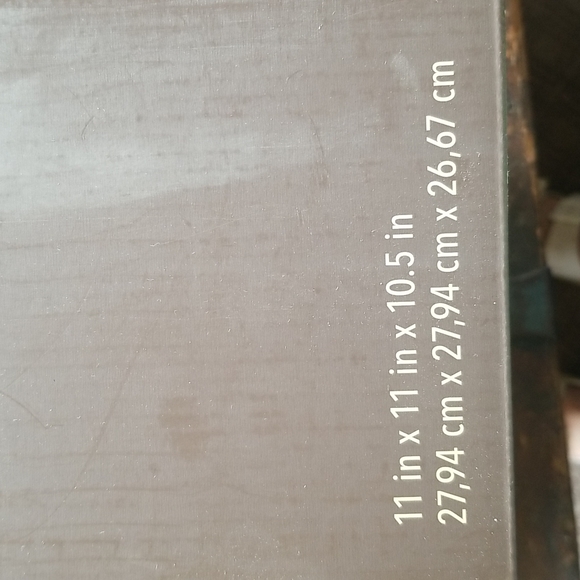 11 in x 11 in x 10.5 in
27,94 cm x 27,94 cm x 26,67 cm